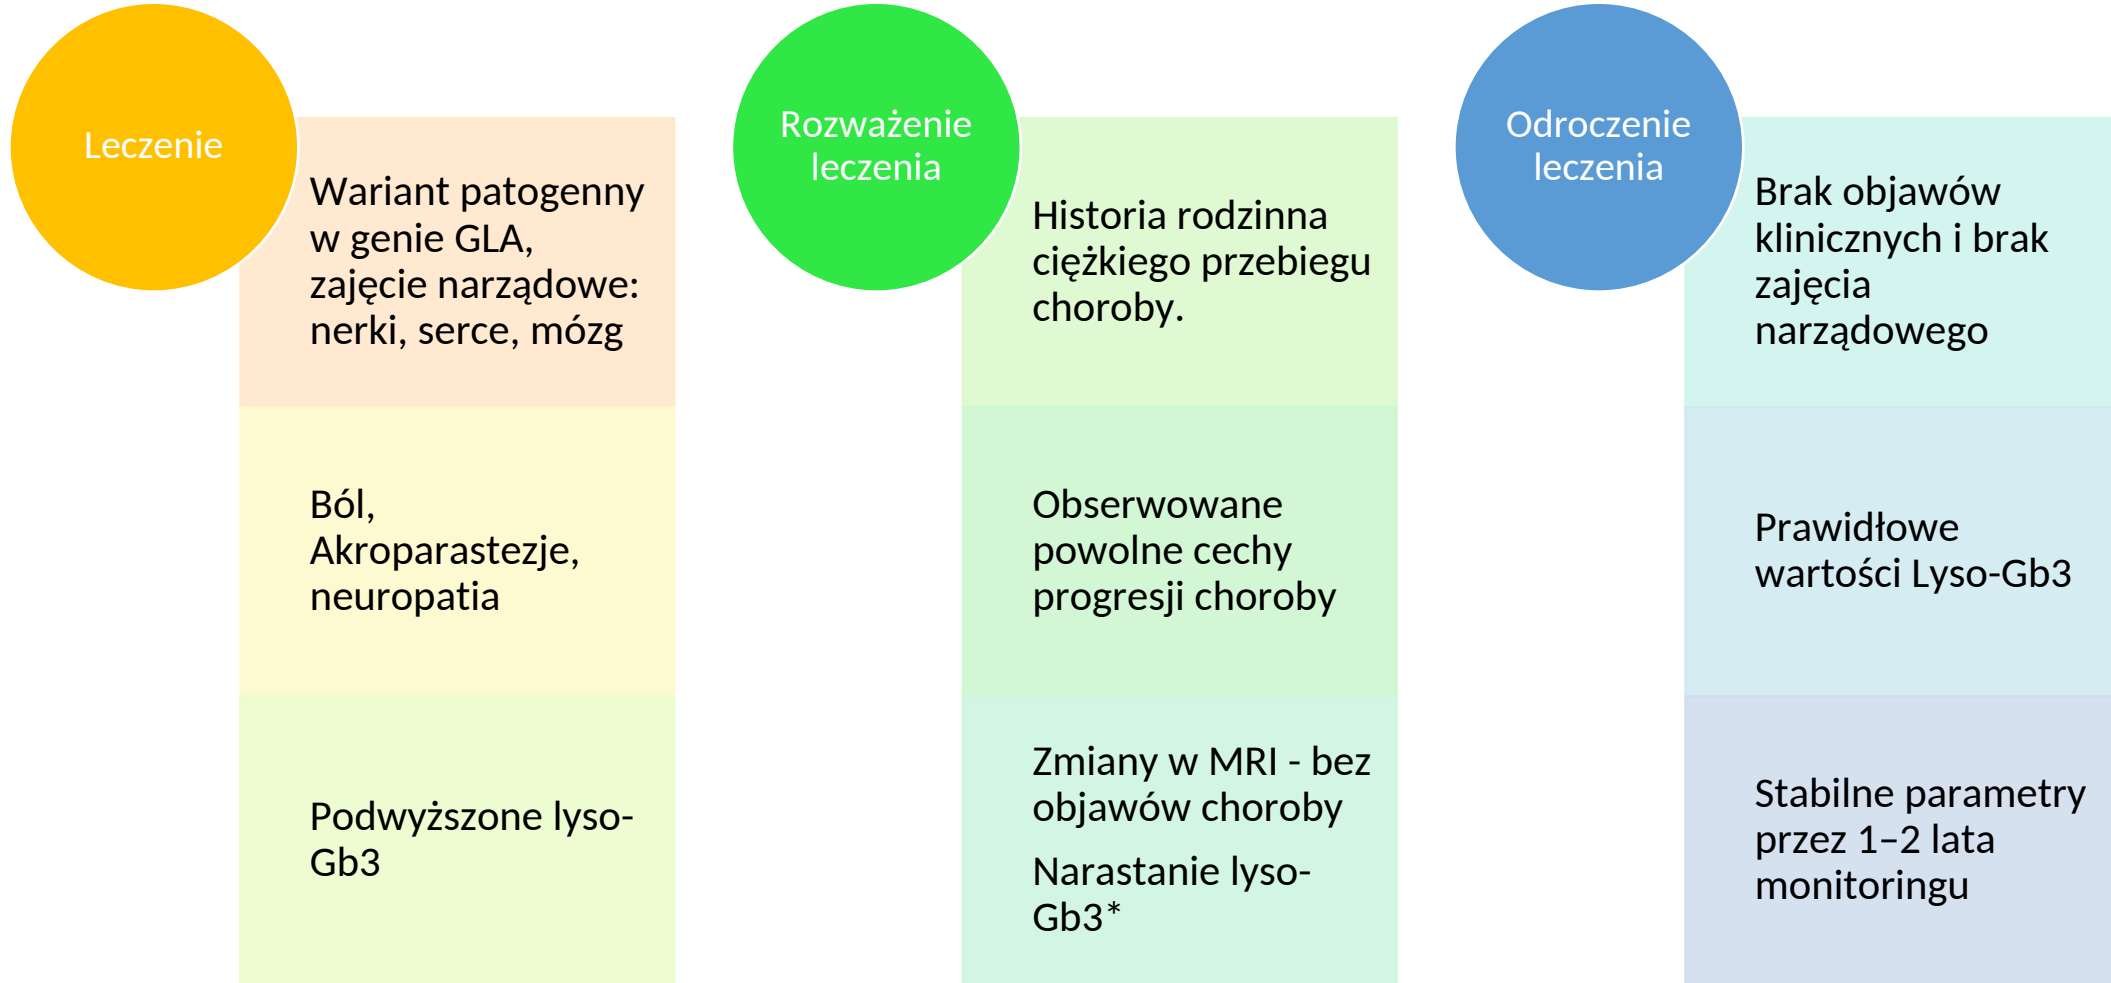 Leczenie
Wariant patogenny
w genie GLA,
zajęcie narządowe:
nerki, serce, mózg
Ból,
Akroparastezje,
neuropatia
Podwyższone lyso-
Gb3
Rozważenie
leczenia
Historia rodzinna
ciężkiego przebiegu
choroby.
Obserwowane
powolne cechy
progresji choroby
Zmiany w MRI - bez
objawów choroby
Narastanie lyso-
Gb3*
Odroczenie
leczenia
Brak objawów
klinicznych i brak
zajęcia
narządowego
Prawidłowe
wartości Lyso-Gb3
Stabilne parametry
przez 1–2 lata
monitoringu